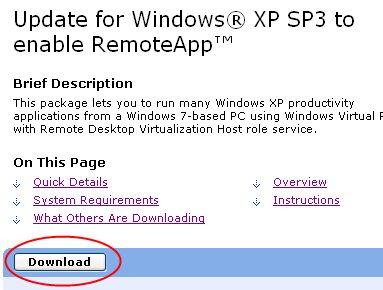 Update for Windows® XP SP3 to
enable RemoteApp™
Brief Description
This package lets you to run many Windows XP productivity
applications from a Windows 7-based PC using Windows Virtual
with Remote Desktop Virtualization Host role service.
On This Page
Quick Details
Overview
System Requirements
Instructions
What Others Are Downloading
Download